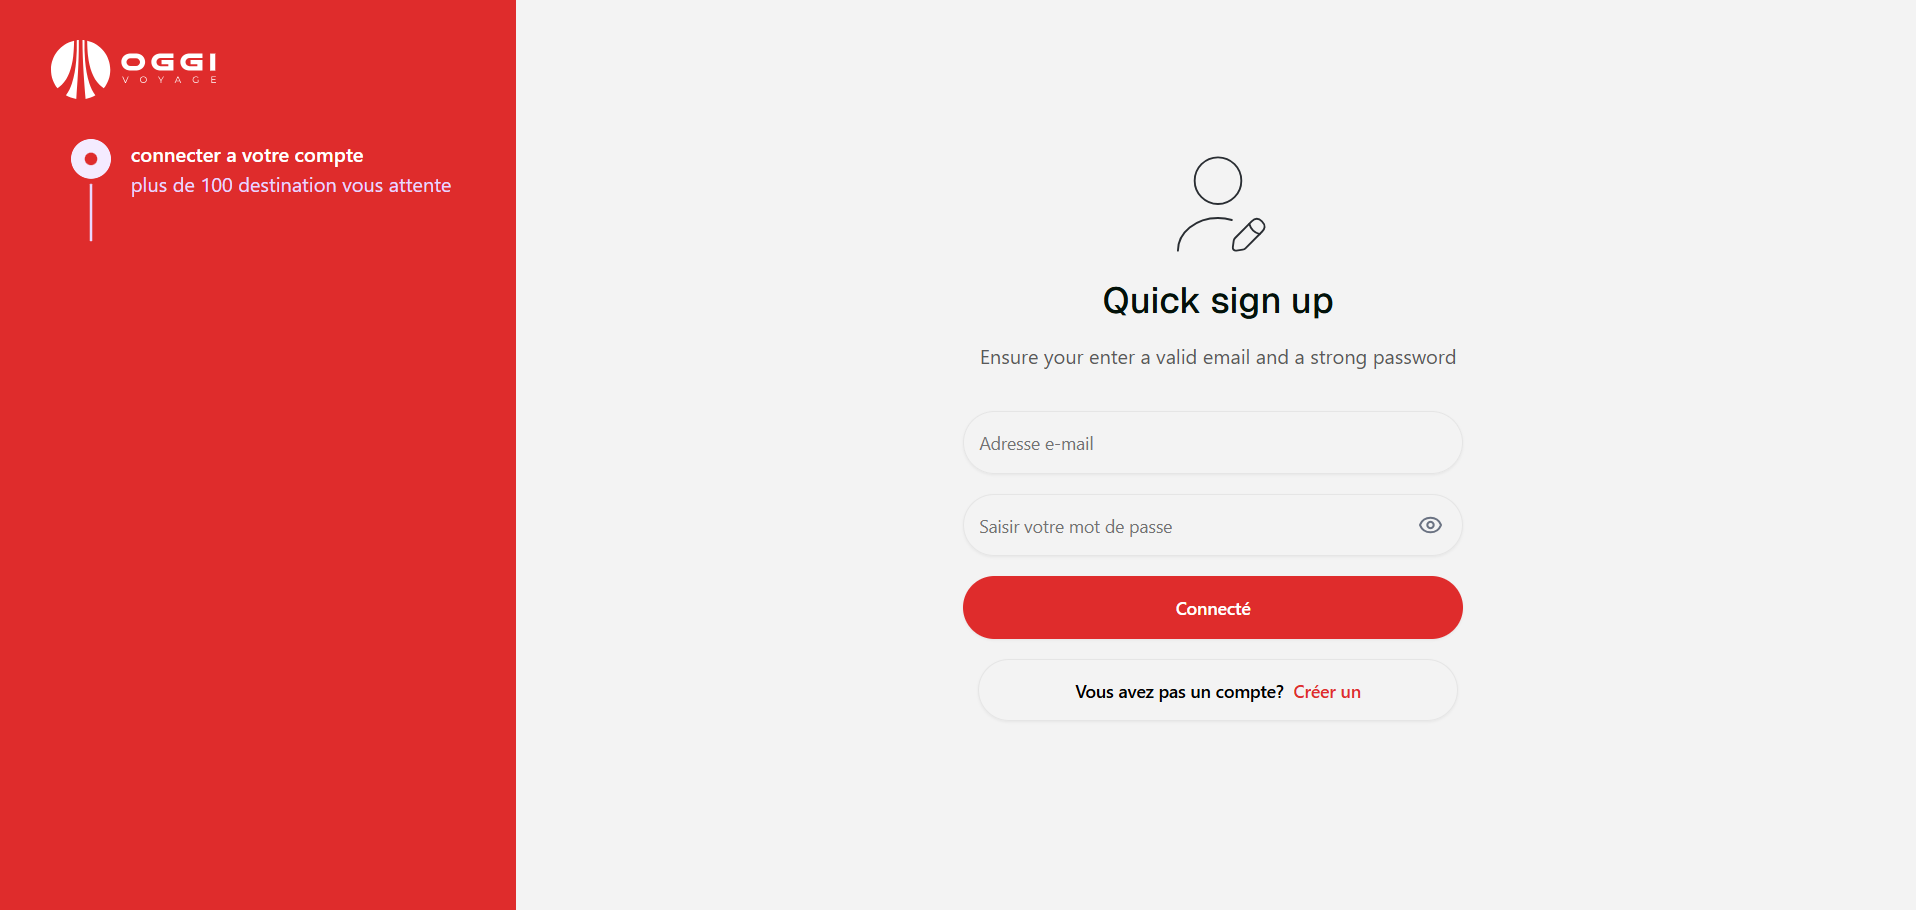 OGGI
VOYAGE
connecter a votre compte
plus de 100 destination vous attente
Quick sign up
Ensure your enter a valid email and a strong password
Adresse e-mail
Saisir votre mot de passe
Connecté
Vous avez pas un compte? Créer un